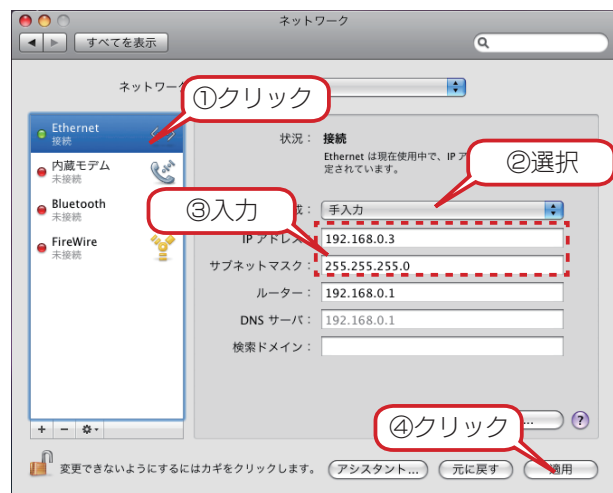 ネットワーク
すべてを表示
ネットワーク
①クリック
Ethernet
接続
内蔵モデム
未接続
Bluetooth
未接続
FireWire
未接続
状況： 接続
Ethernet は現在使用中で、IP ア
定されています。
②選択
③入力
成： 手入力
IP アドレス： 192.168.0.3
サブネットマスク： 255.255.255.0
ルーター： 192.168.0.1
DNS サーバ： 192.168.0.1
検索ドメイン：
④クリック
... ?
+ −
変更できないようにするにはカギをクリックします。 アシスタント... 元に戻す 適用